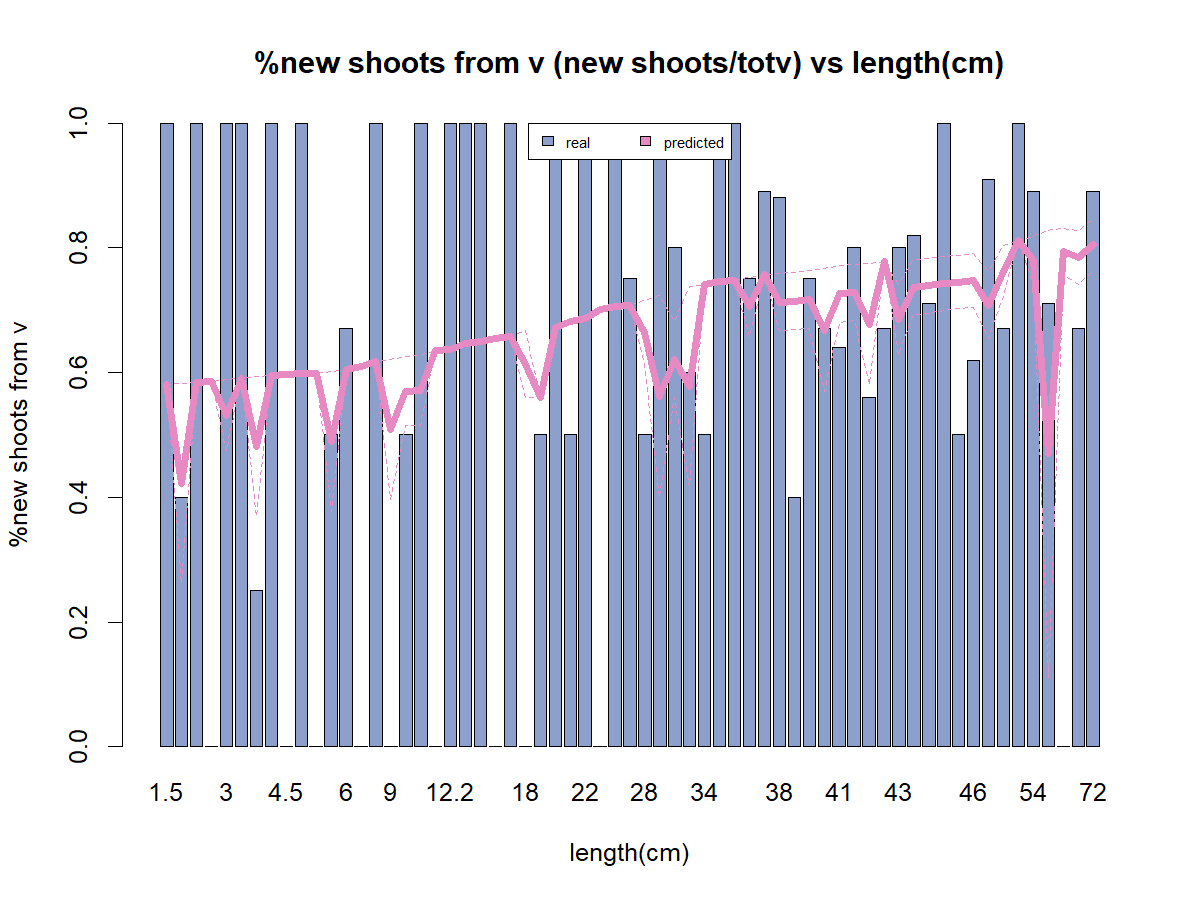 %new shoots from v (new shoots/totv) vs length(cm)
real predicted
%new shoots from v
1.0
0.8
0.6
0.4
0.2
0.0
1.5 3 4.5 6 9 12.2 18 22 28 34 38 41 43 46 54 72
length(cm)